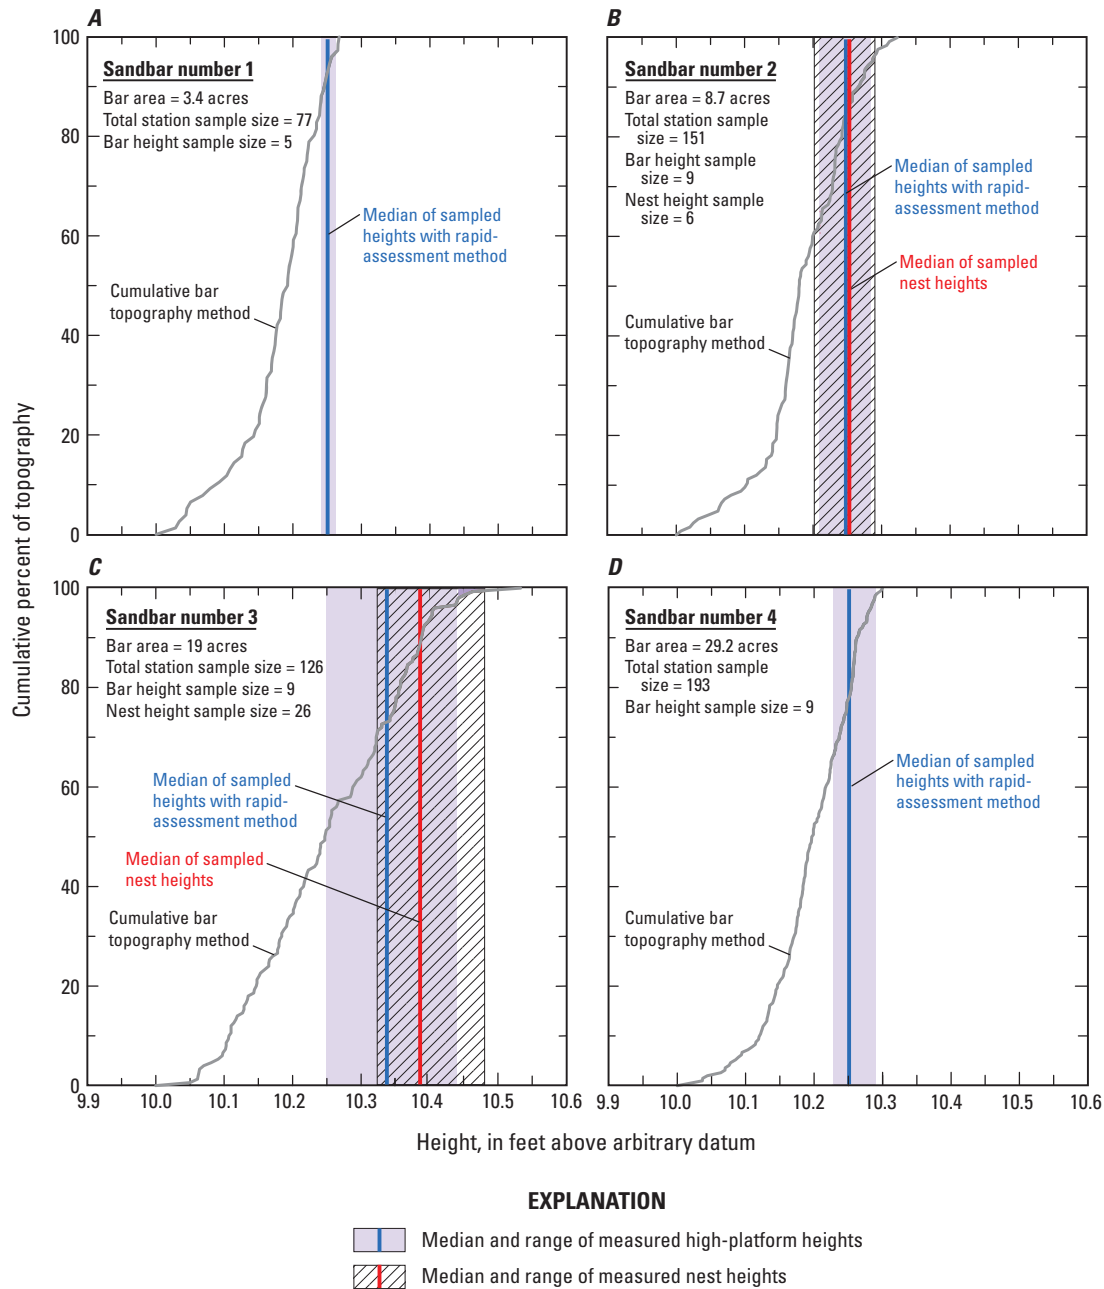 A
100
80
60
40
20
0
Sandbar number 1
Bar area = 3.4 acres
Total station sample size = 77
Bar height sample size = 5
Median of sampled
heights with rapid-
assessment method
Cumulative bar
topography method
B
Sandbar number 2
Bar area = 8.7 acres
Total station sample
size = 151
Bar height sample
size = 9
Nest height sample
size = 6
Median of sampled
heights with rapid-
assessment method
Median of sampled
nest heights
Cumulative bar
topography method
Cumulative percent of topography
C
100
80
60
40
20
0
Sandbar number 3
Bar area = 19 acres
Total station sample size = 126
Bar height sample size = 9
Nest height sample size = 26
Median of sampled
heights with rapid-
assessment method
Median of sampled
nest heights
Cumulative bar
topography method
9.9 10.0 10.1 10.2 10.3 10.4 10.5 10.6
D
Sandbar number 4
Bar area = 29.2 acres
Total station sample
size = 193
Bar height sample size = 9
Median of sampled
heights with rapid-
assessment method
Cumulative bar
topography method
9.9 10.0 10.1 10.2 10.3 10.4 10.5 10.6
Height, in feet above arbitrary datum
EXPLANATION
Median and range of measured high-platform heights
Median and range of measured nest heights